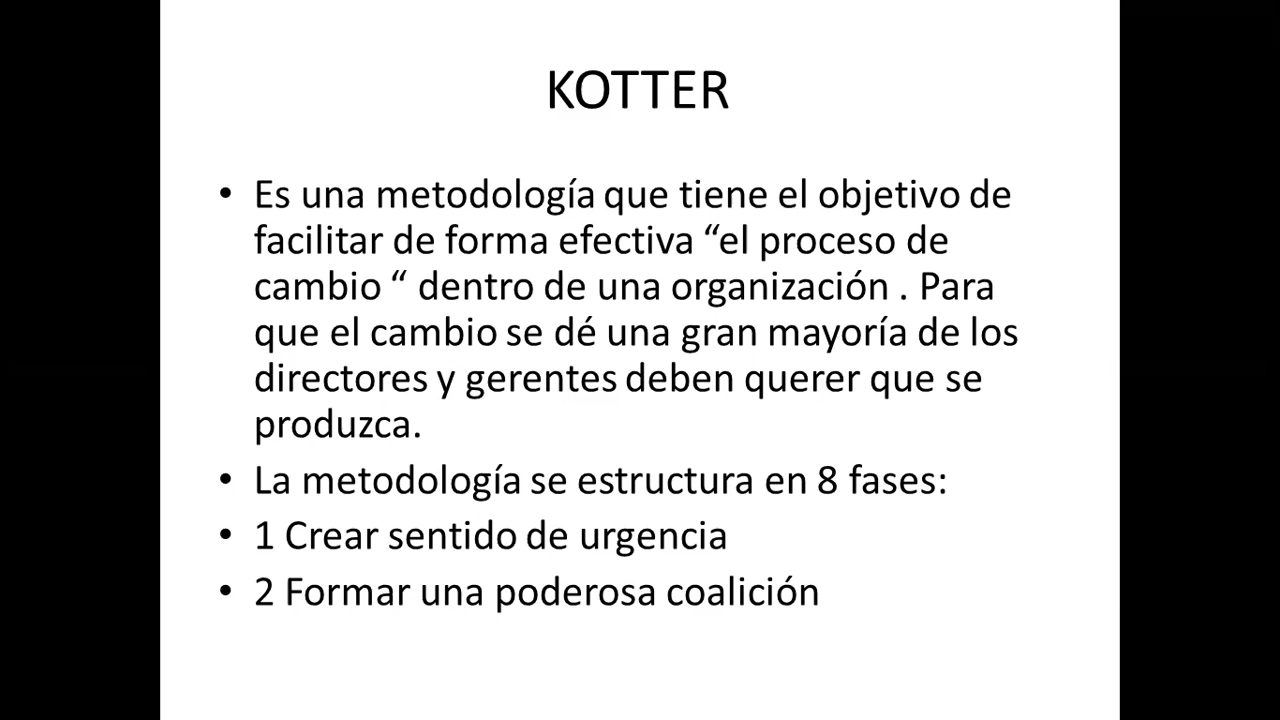 KOTTER
• Es una metodología que tiene el objetivo de
facilitar de forma efectiva “el proceso de
cambio “ dentro de una organización . Para
que el cambio se dé una gran mayoría de los
directores y gerentes deben querer que se
produzca.
• La metodología se estructura en 8 fases:
• 1 Crear sentido de urgencia
• 2 Formar una poderosa coalición